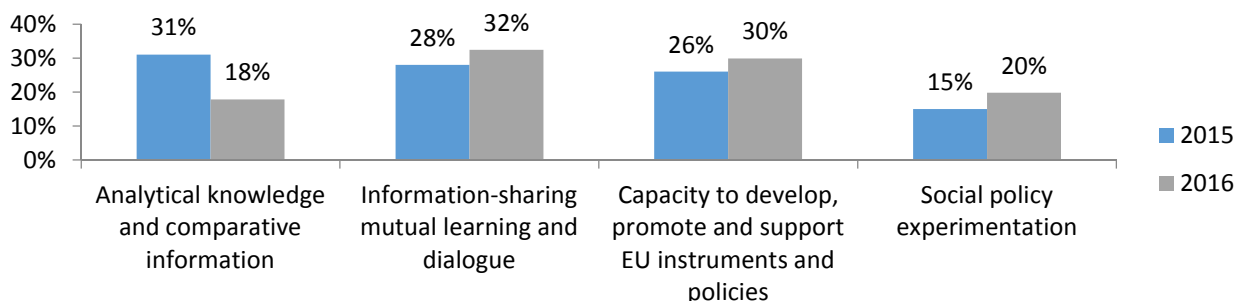 40%
30%
20%
10%
0%
31%
18%
28%
32%
26%
30%
15%
20%
Analytical knowledge
and comparative
information
Information-sharing
mutual learning and
dialogue
Capacity to develop,
promote and support
EU instruments and
policies
Social policy
experimentation
2015
2016